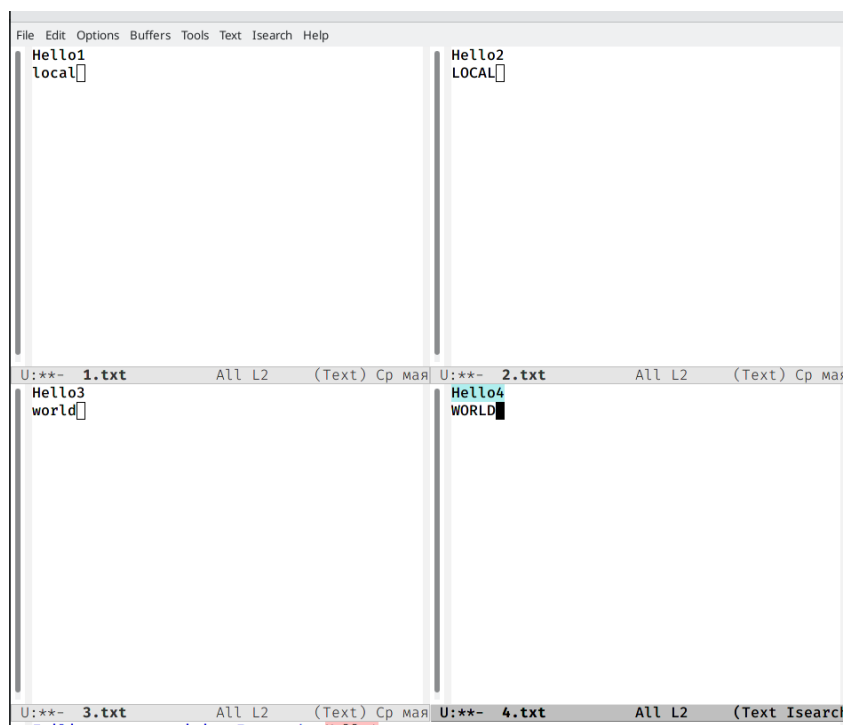 File Edit Options Buffers Tools Text Isearch Help
Hello1
local
Hello2
LOCAL
U:**- 1.txt All L2 (Text) Ср мая
U:**- 2.txt All L2 (Text) Ср мая
Hello3
world
Hello4
WORLD
U:**- 3.txt All L2 (Text) Ср мая
U:**- 4.txt All L2 (Text Isearch